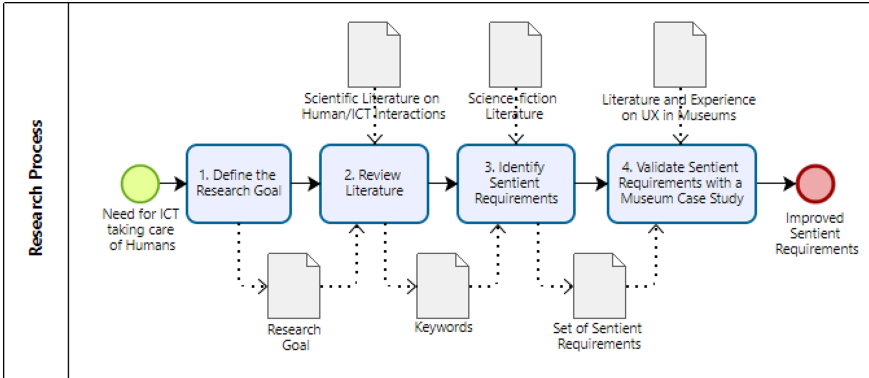 Research Process
Scientific Literature on
Human/ICT Interactions
Science-fiction
Literature
Literature and Experience
on UX in Museums
1. Define the
Research Goal
2. Review
Literature
3. Identify
Sentient
Requirements
4. Validate Sentient
Requirements with a
Museum Case Study
Need for ICT
taking care
of Humans
Improved
Sentient
Requirements
Research
Goal
Keywords
Set of Sentient
Requirements